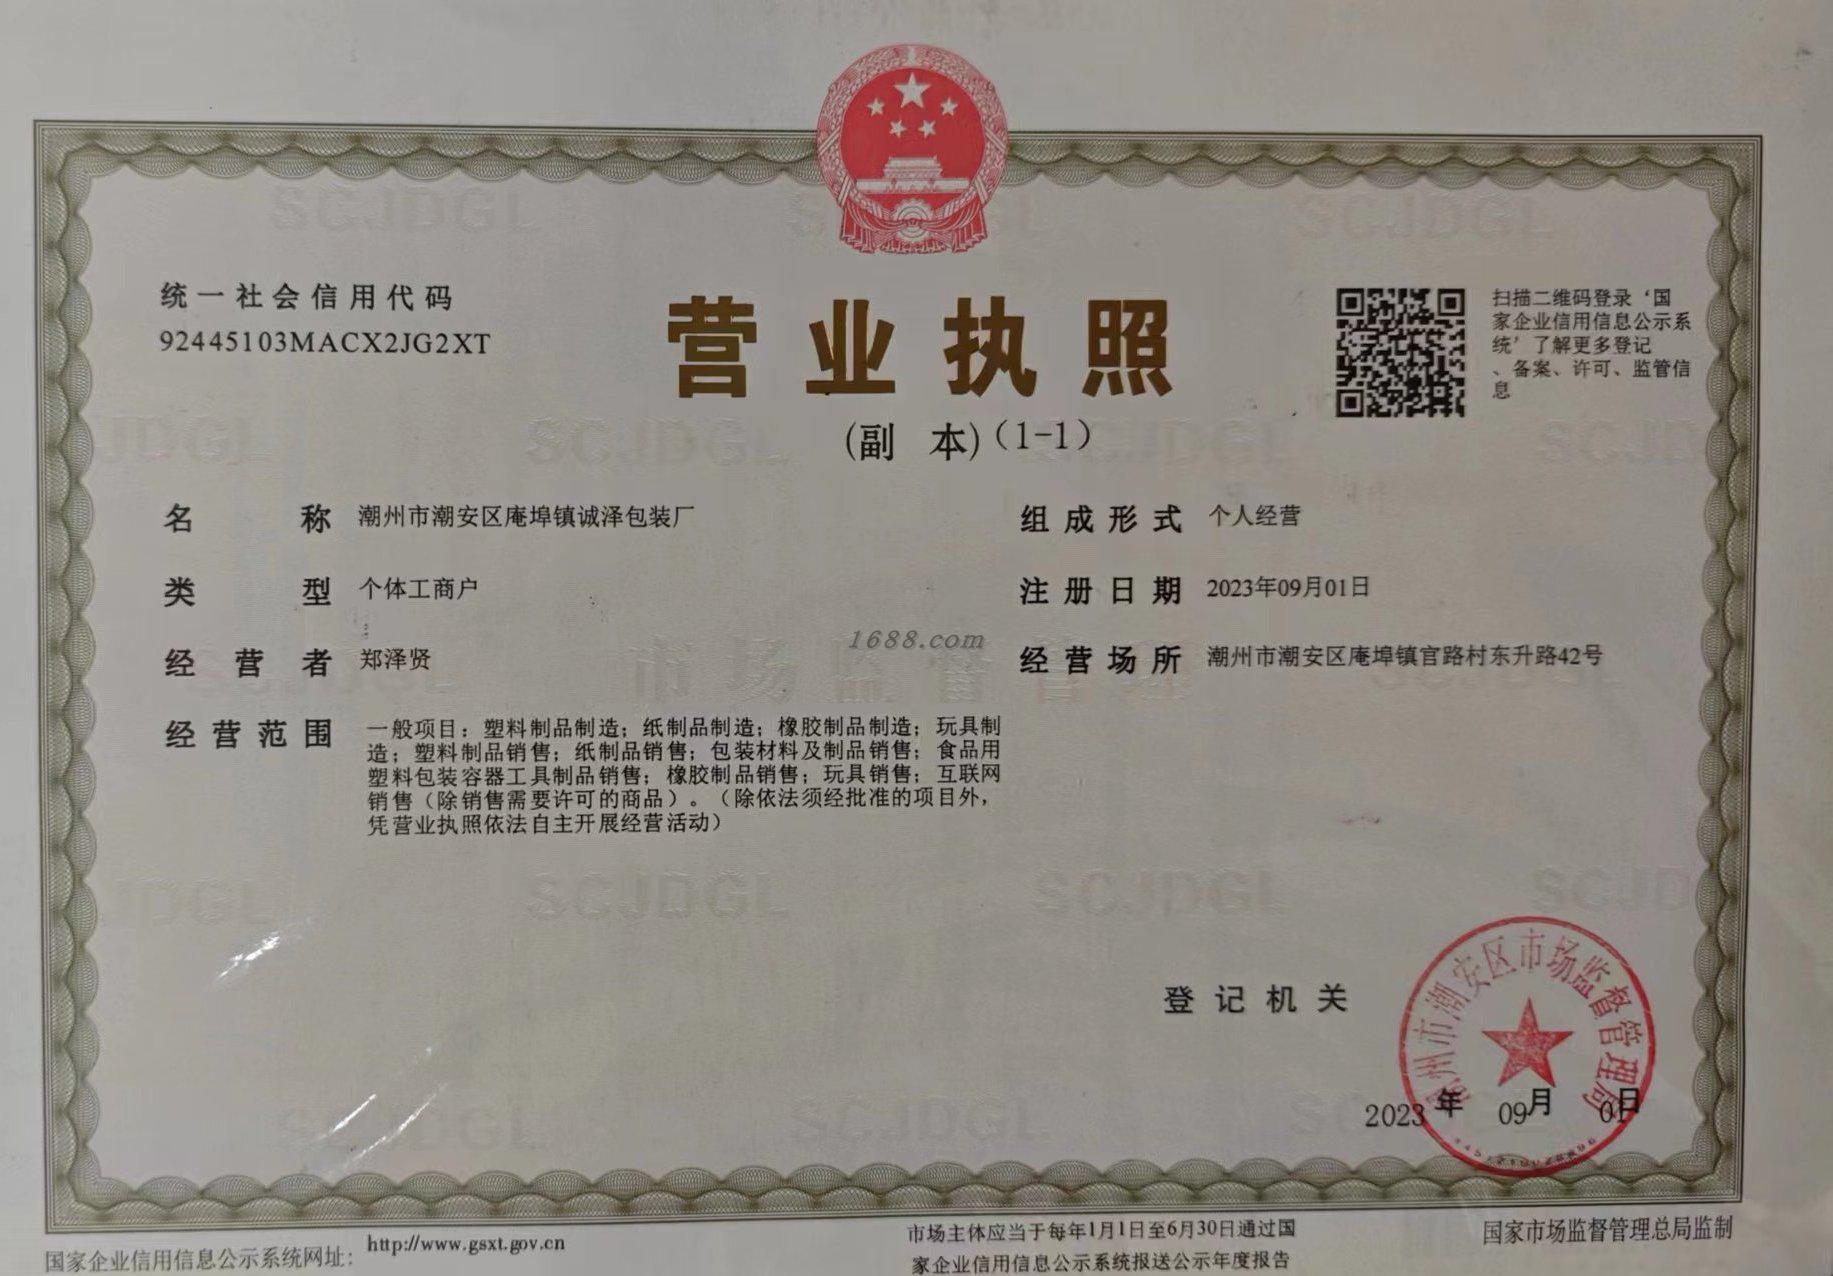 统一社会信用代码
92445103MACX2JG2XT
营业执照
(副 本)(1-1)
扫描二维码登录‘国
家企业信用信息公示系
统’了解更多登记
、备案、许可、监管信
息
名 称 潮州市潮安区庵埠镇诚泽包装厂
组成形式 个人经营
类 型 个体工商户
注册日期 2023年09月01日
经营者 郑泽贤
经营场所 潮州市潮安区庵埠镇官路村东升路42号
1688.com
经营范围 一般项目：塑料制品制造；纸制品制造；橡胶制品制造；玩具制
造；塑料制品销售；纸制品销售；包装材料及制品销售；食品用
塑料包装容器工具制品销售；橡胶制品销售；玩具销售；互联网
销售（除销售需要许可的商品）。（除依法须经批准的项目外，
凭营业执照依法自主开展经营活动）
SCJDGL
市场监督管理
登记机关
潮州市潮安区市场监督管理局
2023 年 09月 01日
国家企业信用信息公示系统网址：http://www.gsxt.gov.cn
市场主体应当于每年1月1日至6月30日通过国
家企业信用信息公示系统报送公示年度报告
国家市场监督管理总局监制